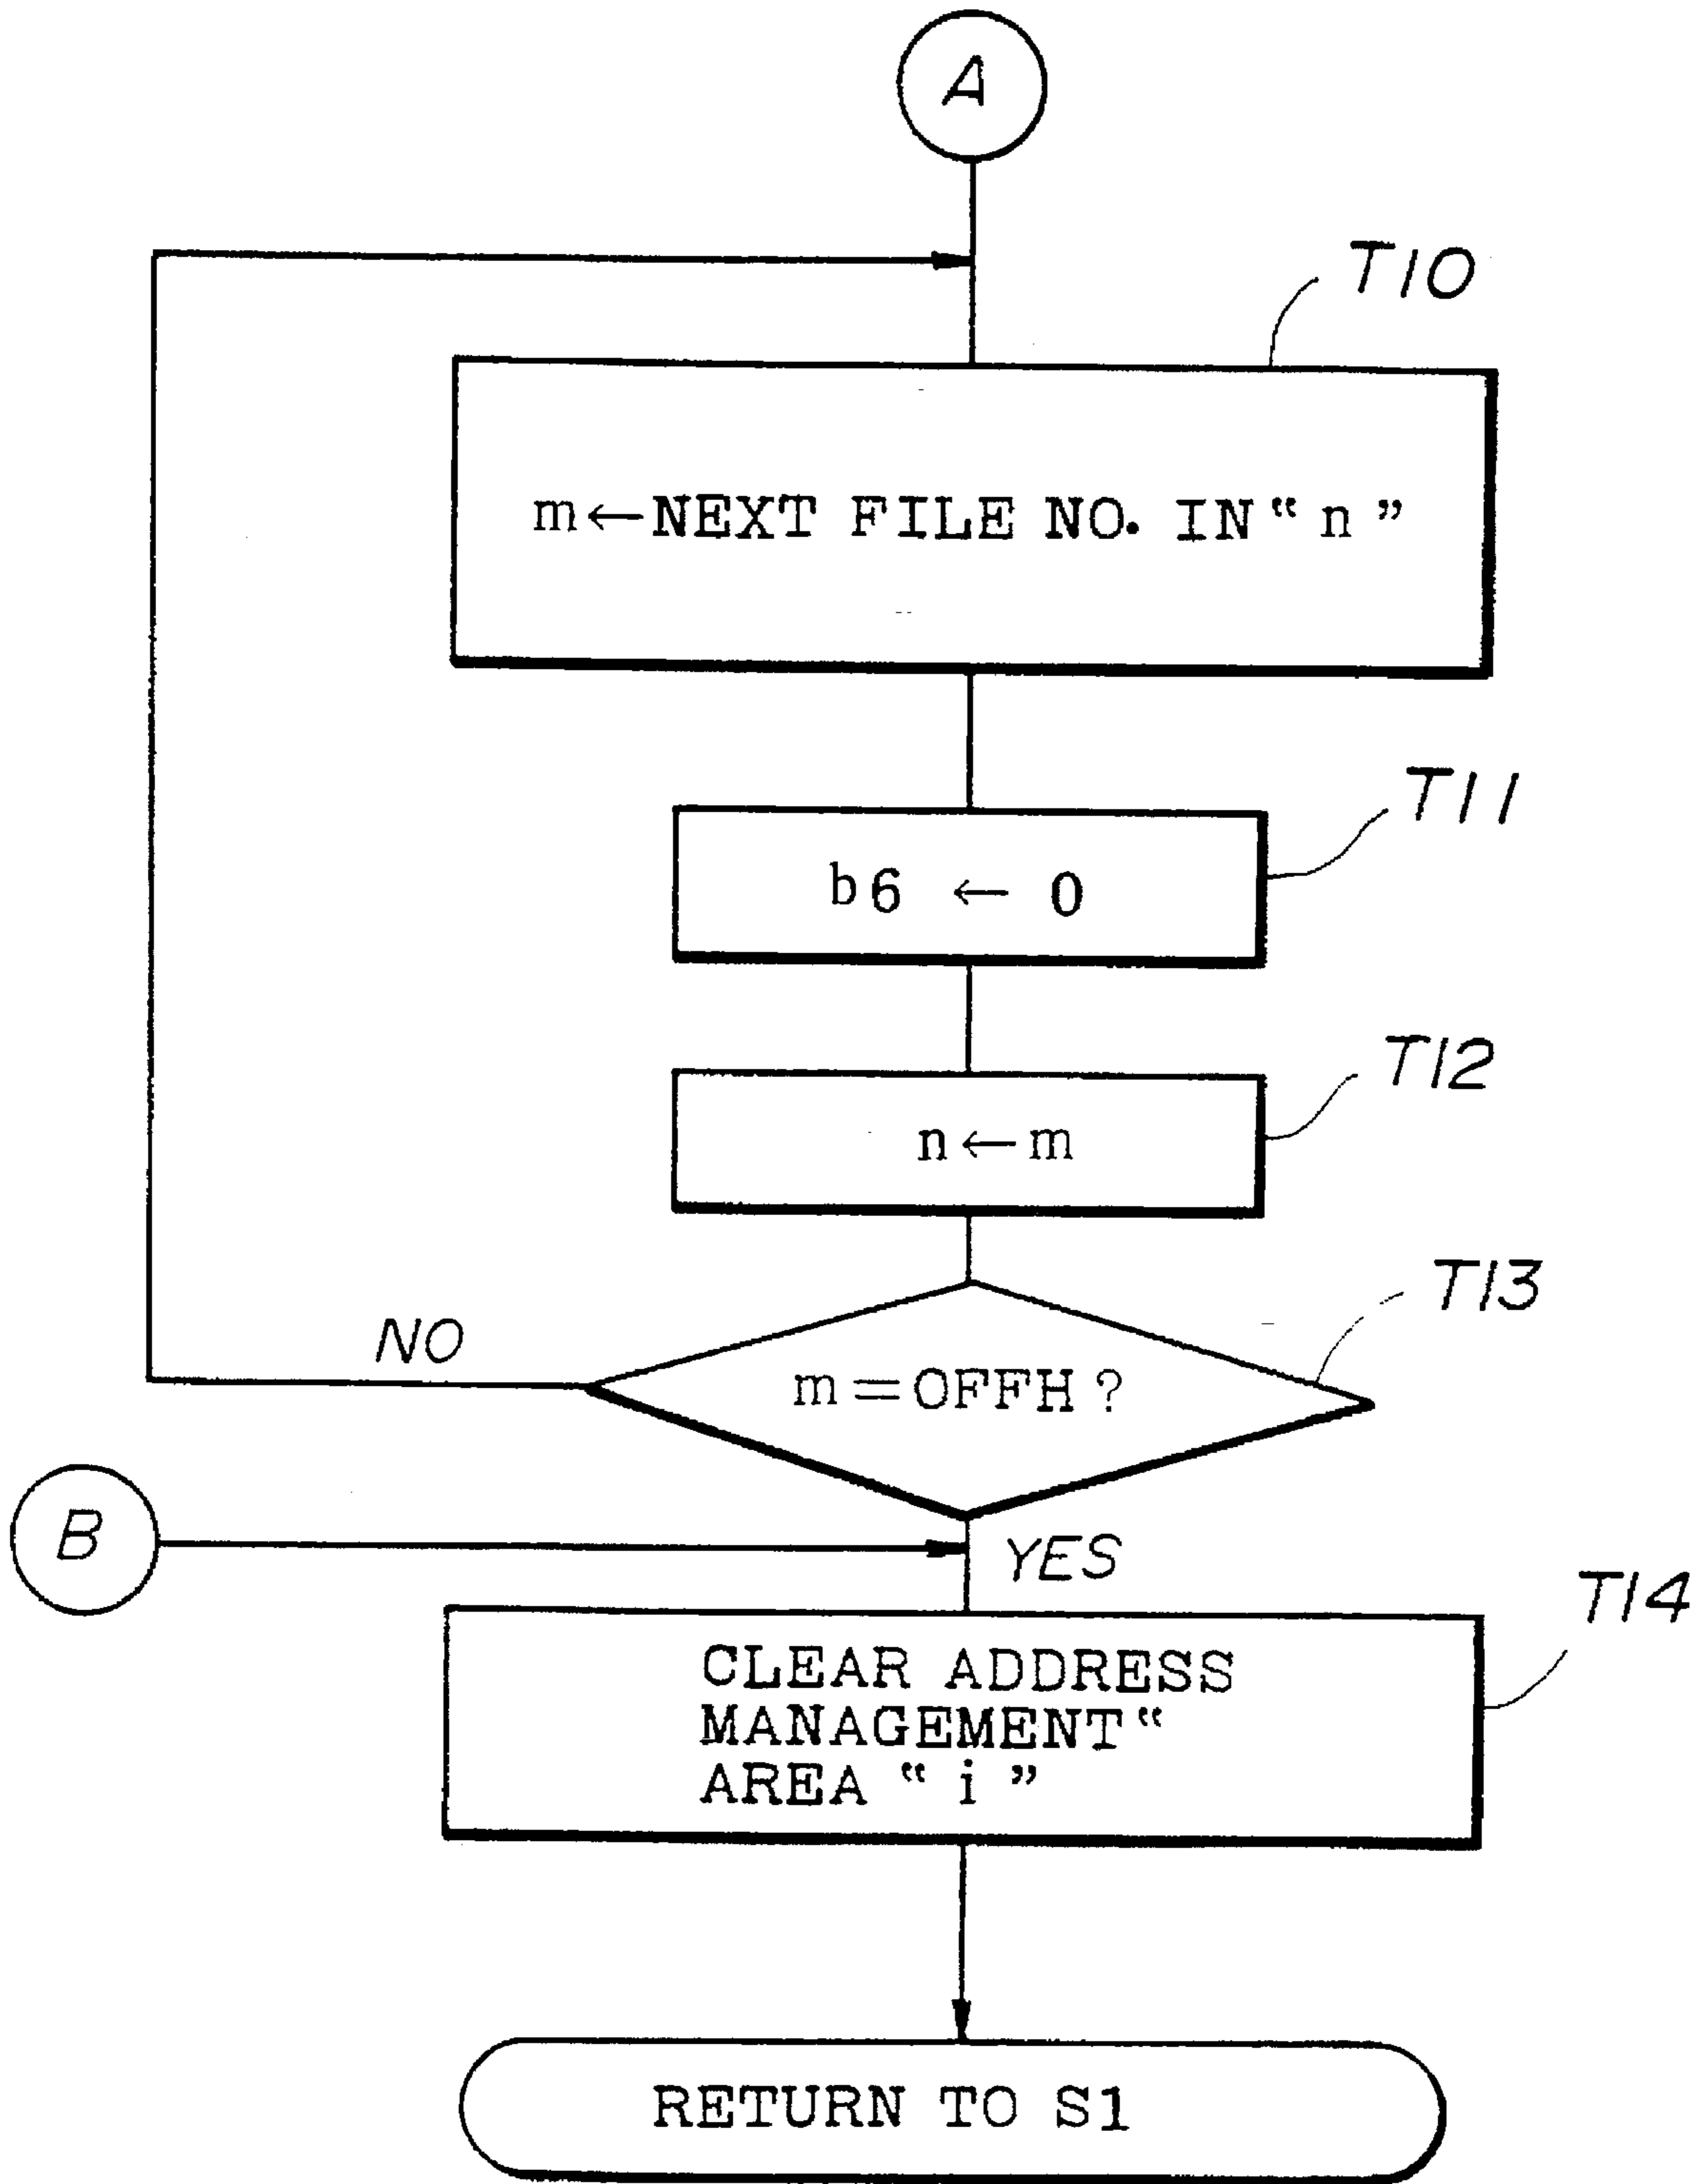 A
T10
m←NEXT FILE NO. IN “ n ”
T11
b6 ← 0
T12
n←m
T13
NO
m=OFFH ?
B
YES
T14
CLEAR ADDRESS
MANAGEMENT “
AREA “ i ”
RETURN TO S1